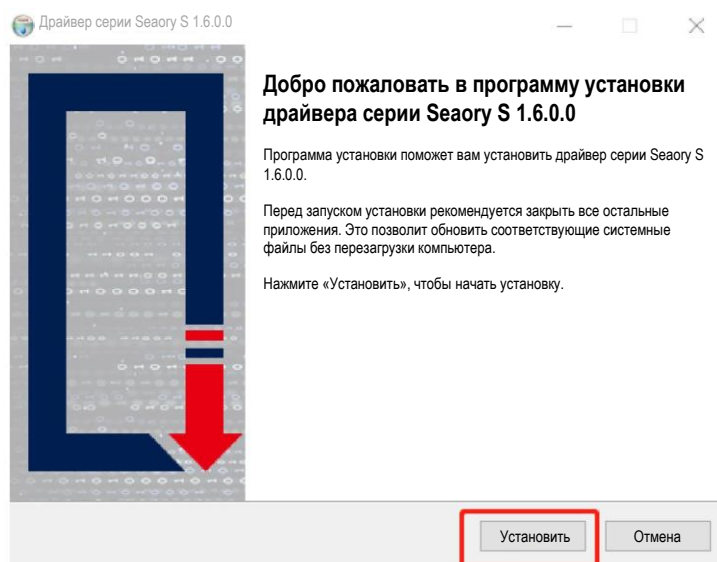 Драйвер серии Seaory S 1.6.0.0
Добро пожаловать в программу установки
драйвера серии Seaory S 1.6.0.0
Программа установки поможет вам установить драйвер серии Seaory S
1.6.0.0.
Перед запуском установки рекомендуется закрыть все остальные
приложения. Это позволит обновить соответствующие системные
файлы без перезагрузки компьютера.
Нажмите «Установить», чтобы начать установку.
Установить
Отмена